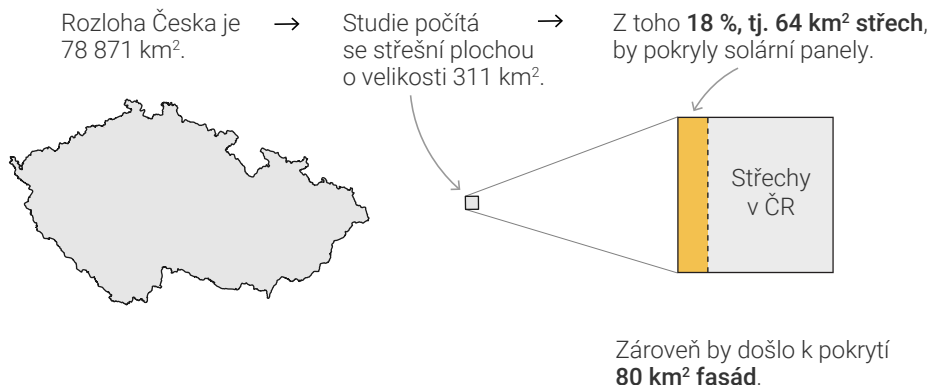 Rozloha Česka je
78 871 km².
→
Studie počítá
se střešní plochou
o velikosti 311 km².
→
Z toho 18 %, tj. 64 km² střech,
by pokryly solární panely.
Střechy
v ČR
Zároveň by došlo k pokrytí
80 km² fasád.